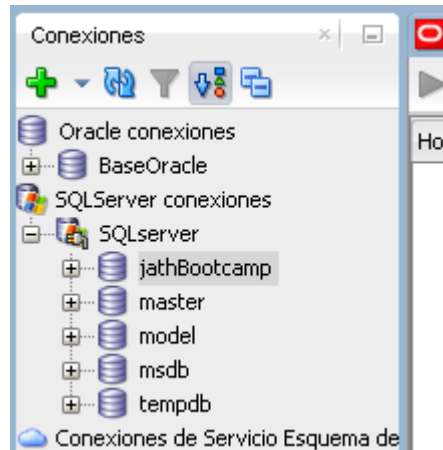 Conexiones
Oracle conexiones
Ho
BaseOracle
SQLServer conexiones
SQLserver
jathBootcamp
master
model
msdb
tempdb
Conexiones de Servicio Esquema de